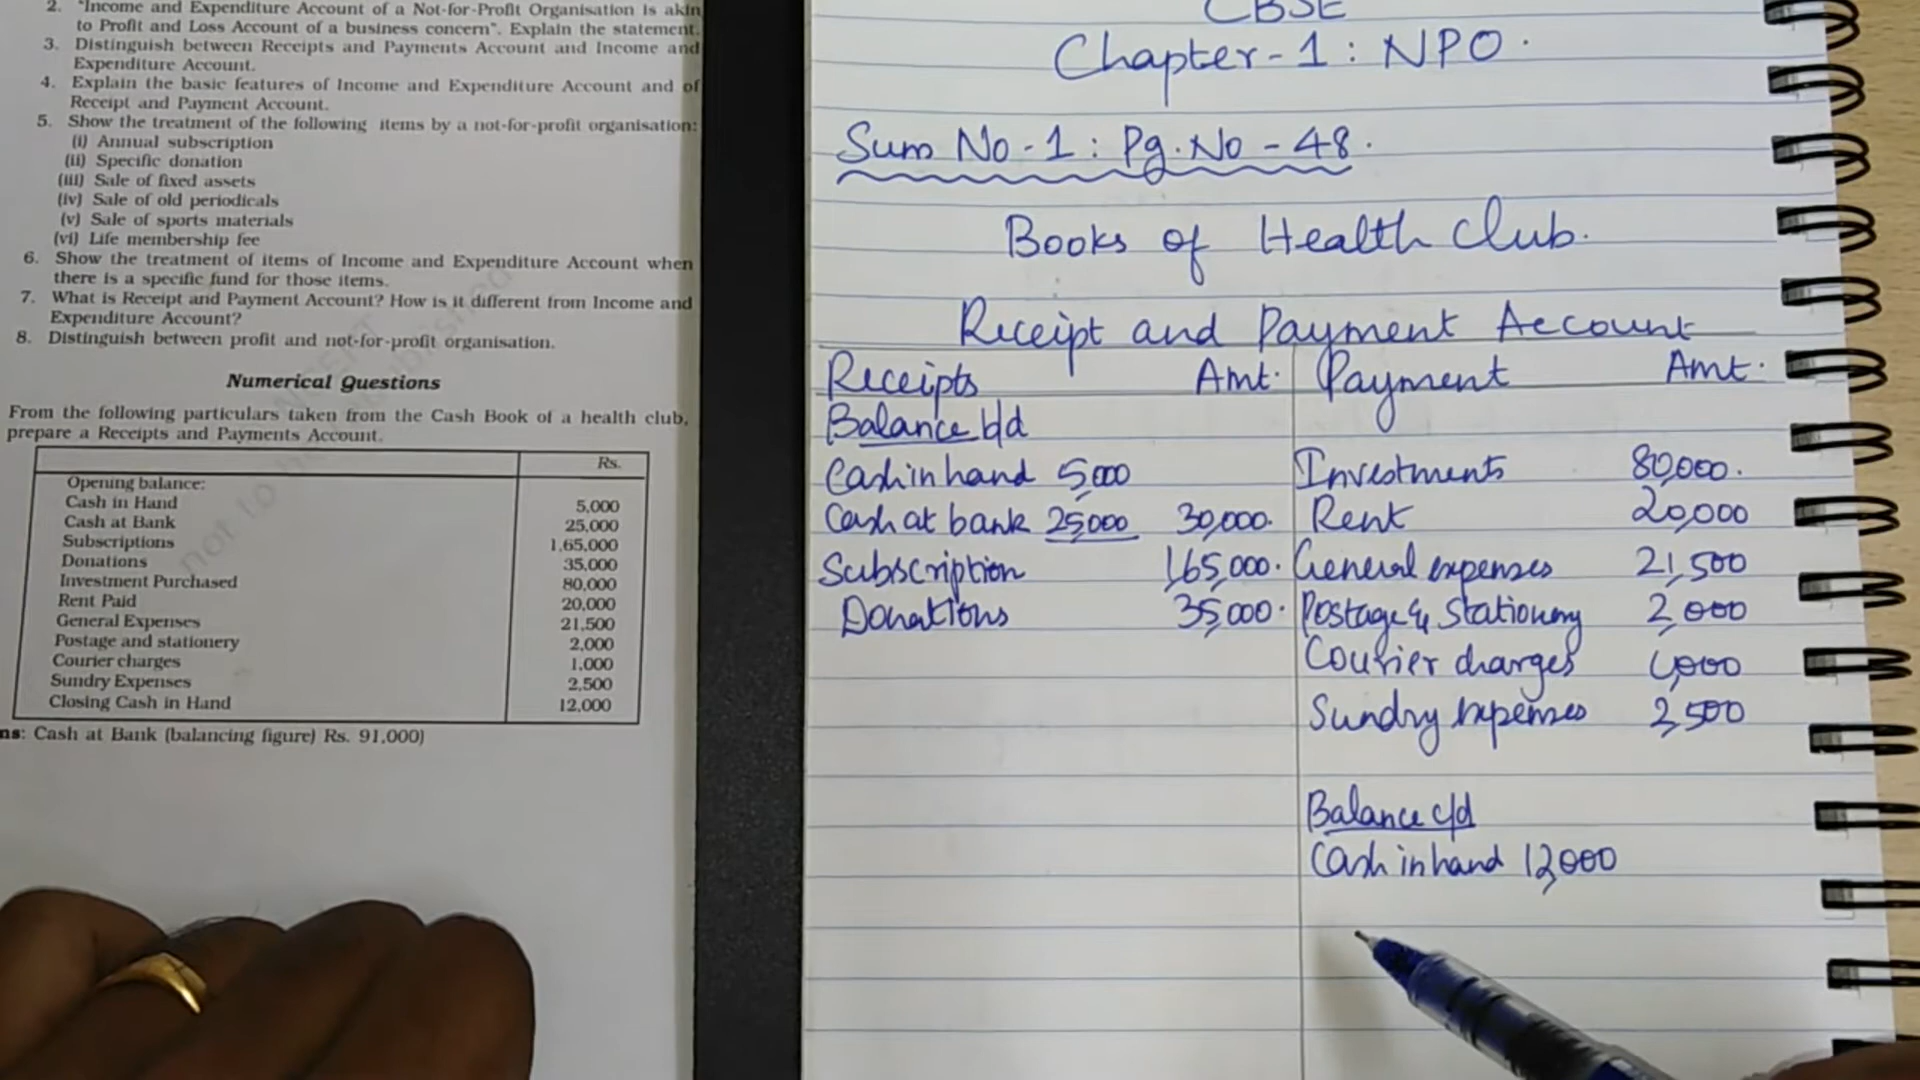 2. "Income and Expenditure Account of a Not-for-Profit Organisation is akin
to Profit and Loss Account of a business concern". Explain the statement.
3. Distinguish between Receipts and Payments Account and Income and
Expenditure Account.
4. Explain the basic features of Income and Expenditure Account and of
Receipt and Payment Account.
5. Show the treatment of the following items by a not-for-profit organisation:
(i) Annual subscription
(ii) Specific donation
(iii) Sale of fixed assets
(iv) Sale of old periodicals
(v) Sale of sports materials
(vi) Life membership fee
6. Show the treatment of items of Income and Expenditure Account when
there is a specific fund for those items.
7. What is Receipt and Payment Account? How is it different from Income and
Expenditure Account?
8. Distinguish between profit and not-for-profit organisation.
Numerical Questions
From the following particulars taken from the Cash Book of a health club,
prepare a Receipts and Payments Account.
Rs.
Opening balance:
Cash in Hand 5,000
Cash at Bank 25,000
Subscriptions 1,65,000
Donations 35,000
Investment Purchased 80,000
Rent Paid 20,000
General Expenses 21,500
Postage and stationery 2,000
Courier charges 1,000
Sundry Expenses 2,500
Closing Cash in Hand 12,000
ns: Cash at Bank (balancing figure) Rs. 91,000)
CBSE
Chapter-1: NPO.
Sum No-1: Pg.No-48.
Books of Health Club.
Receipt and Payment Account
Receipts Amt. Payment Amt.
Balance b/d
Cash in hand 5,000 Investments 80,000.
Cash at bank 25,000 30,000. Rent 20,000
Subscription 1,65,000. General expenses 21,500
Donations 35,000. Postage & Stationery 2,000
Courier charges 1,000
Sundry expenses 2,500
Balance c/d
Cash in hand 12,000